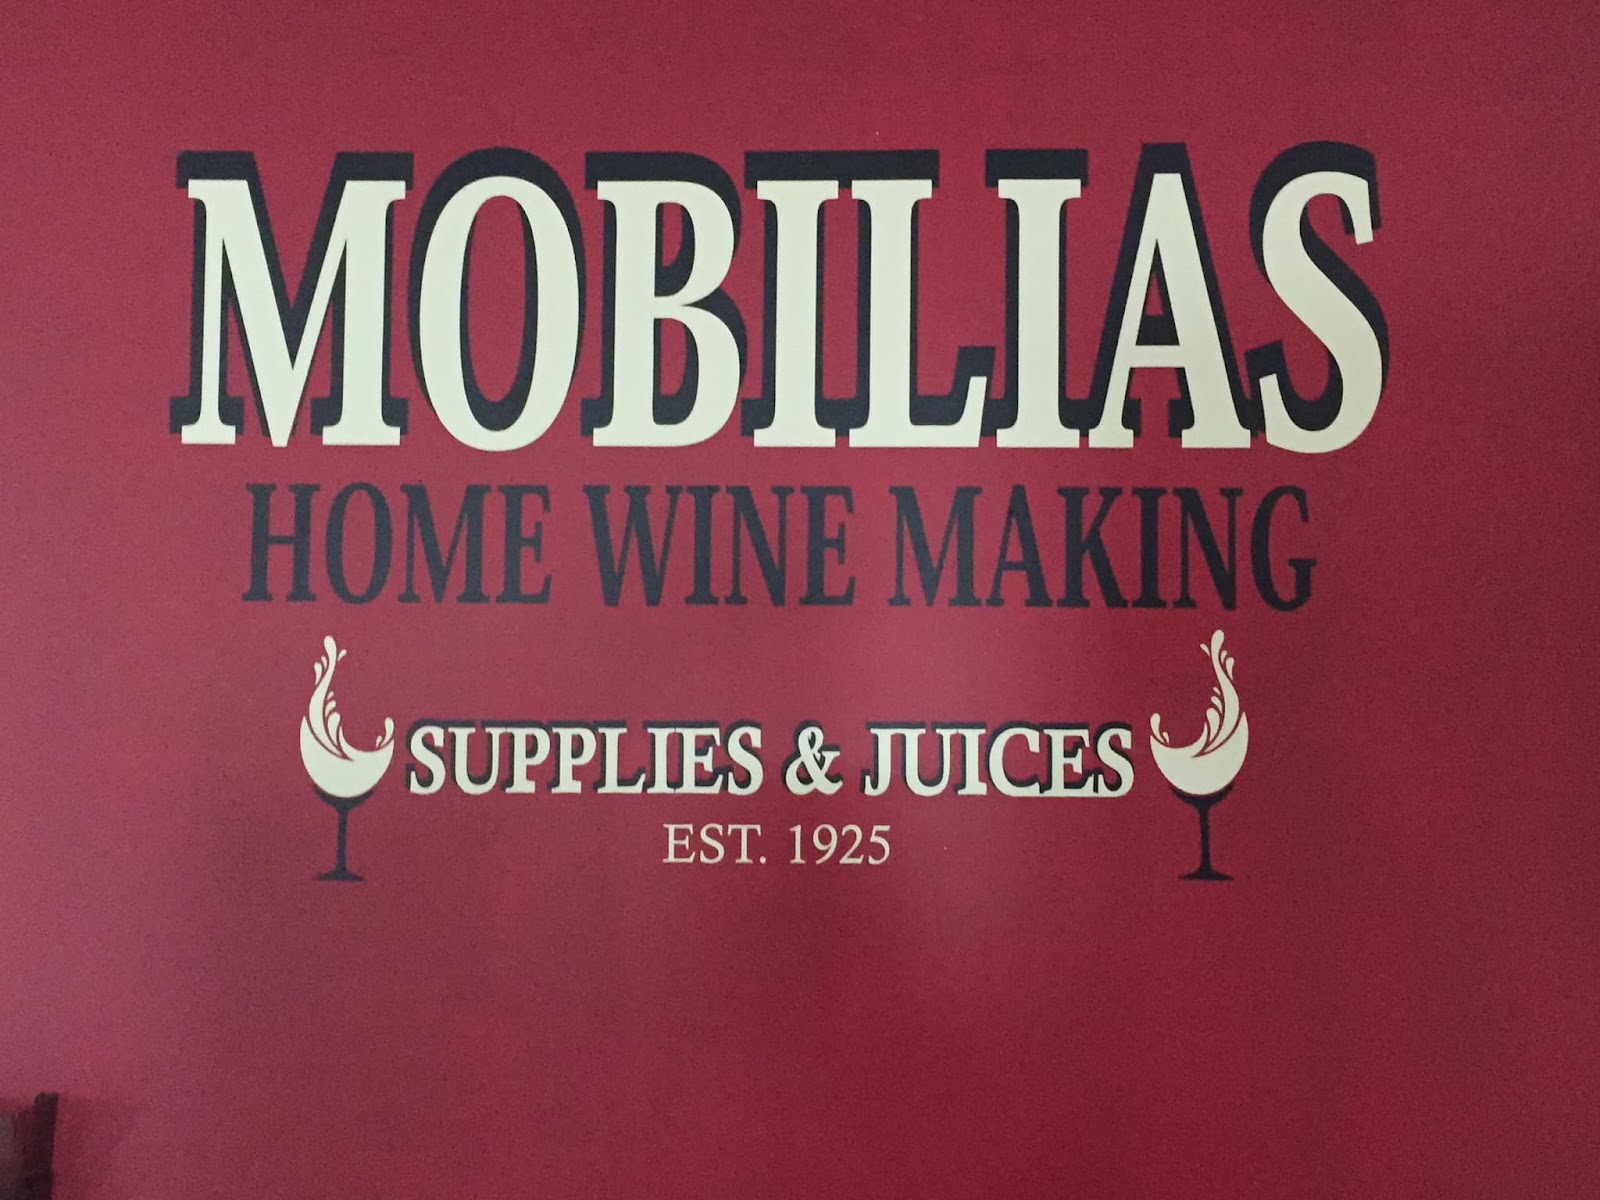 MOBILIAS
HOME WINE MAKING
SUPPLIES & JUICES
EST. 1925